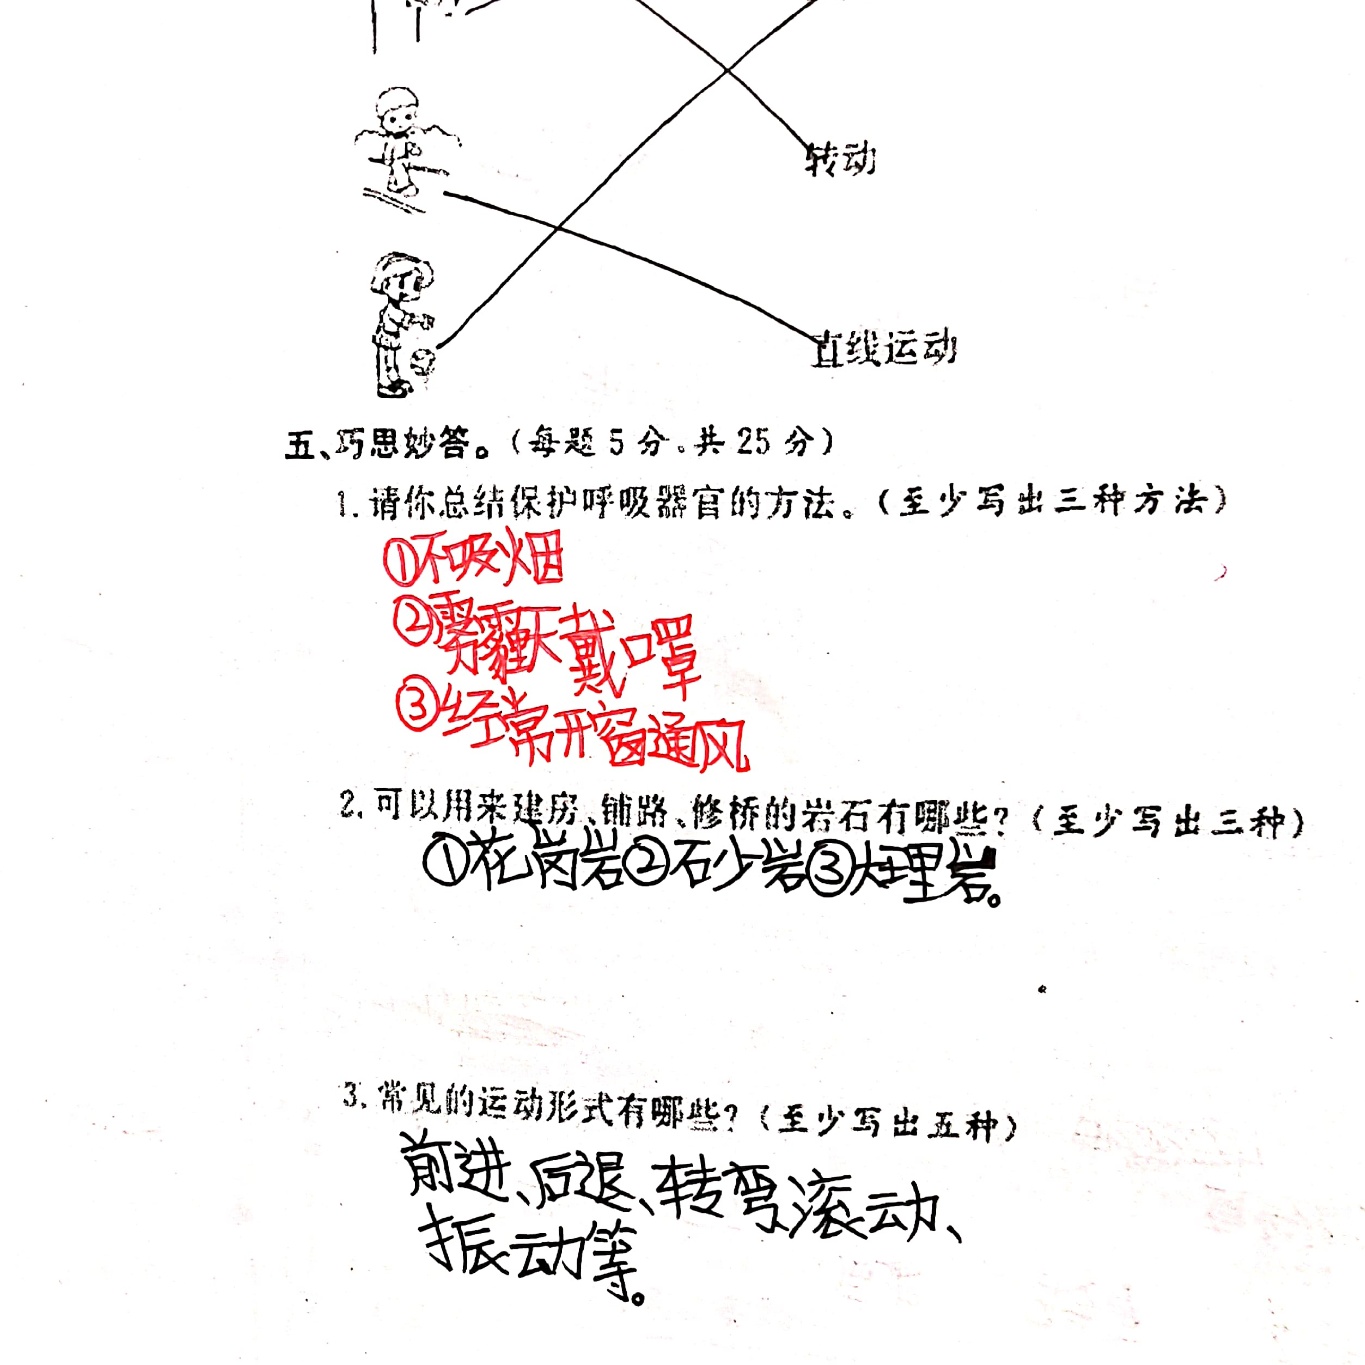 转动
直线运动
五、巧思妙答。（每题5分。共25分）
1.请你总结保护呼吸器官的方法。（至少写出三种方法）
①不吸烟
②雾霾天戴口罩
③经常开窗通风
2.可以用来建房、铺路、修桥的岩石有哪些?（至少写出三种）
①花岗岩②石少岩③大理岩。
3.常见的运动形式有哪些?（至少写出五种）
前进、后退、转弯、滚动、
振动等。